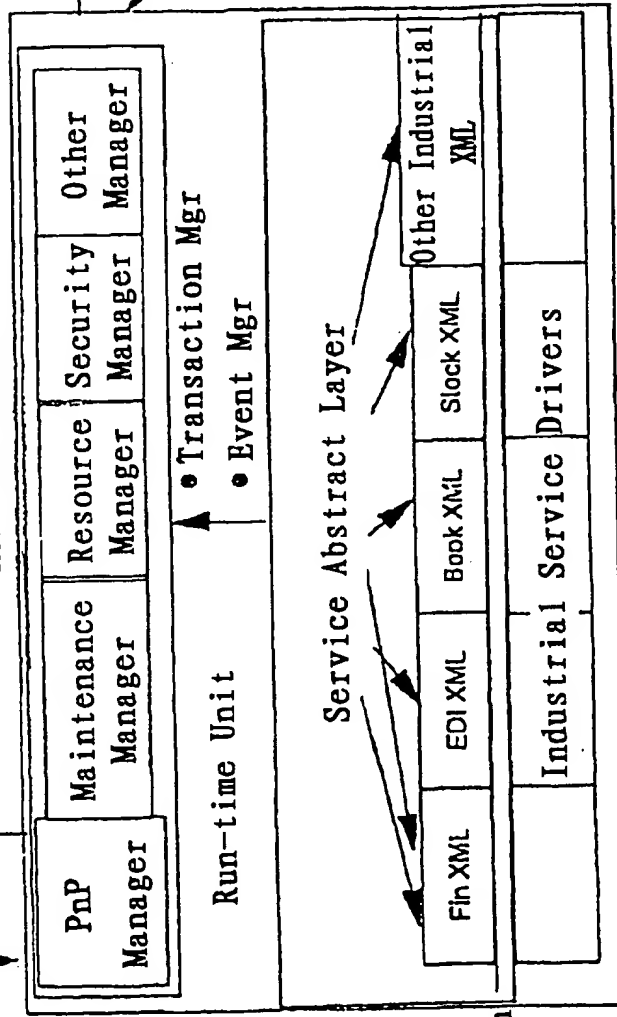 PnP
Manager
Maintenance
Manager
Resource
Manager
Security
Manager
Other
Manager
Run-time Unit
• Transaction Mgr
• Event Mgr
Service Abstract Layer
Fin XML
EDI XML
Book XML
Slock XML
Other Industrial
XML
Industrial Service Drivers